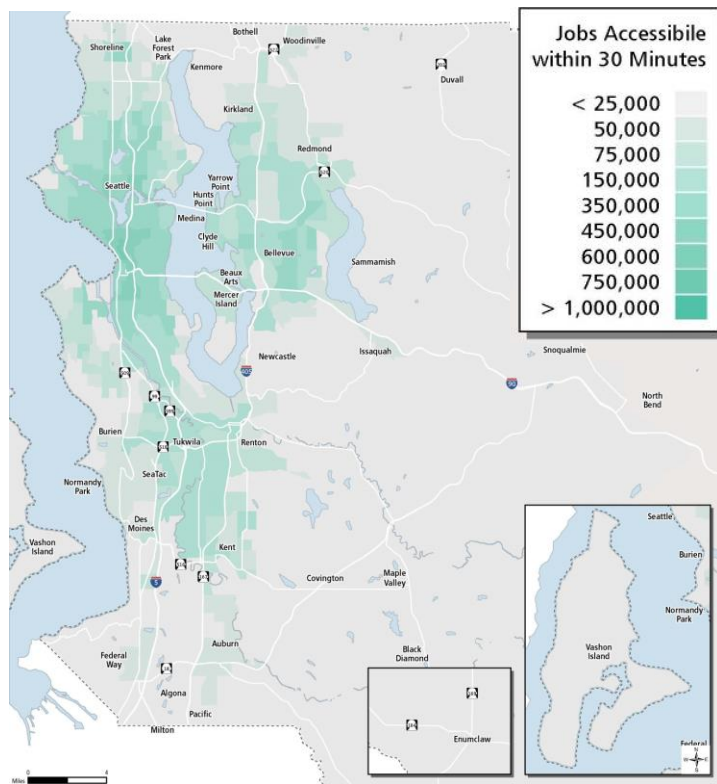 Jobs Accessibile
within 30 Minutes
< 25,000
50,000
75,000
150,000
350,000
450,000
600,000
750,000
> 1,000,000
Shoreline
Lake
Forest
Park
Bothell
Woodinville
Kenmore
Duvall
Kirkland
Redmond
Seattle
Yarrow
Point
Hunts
Point
Medina
Clyde
Hill
Bellevue
Sammamish
Beaux
Arts
Mercer
Island
Newcastle
Issaquah
Snoqualmie
North
Bend
90
405
Burien
Tukwila
Renton
SeaTac
Normandy
Park
Des
Moines
Vashon
Island
Kent
5
Covington
Maple
Valley
Federal
Way
Auburn
Black
Diamond
Algona
Pacific
Milton
Enumclaw
Seattle
Burien
Normandy
Park
Vashon
Island
Federal
N
W
E
S
0
4
Miles